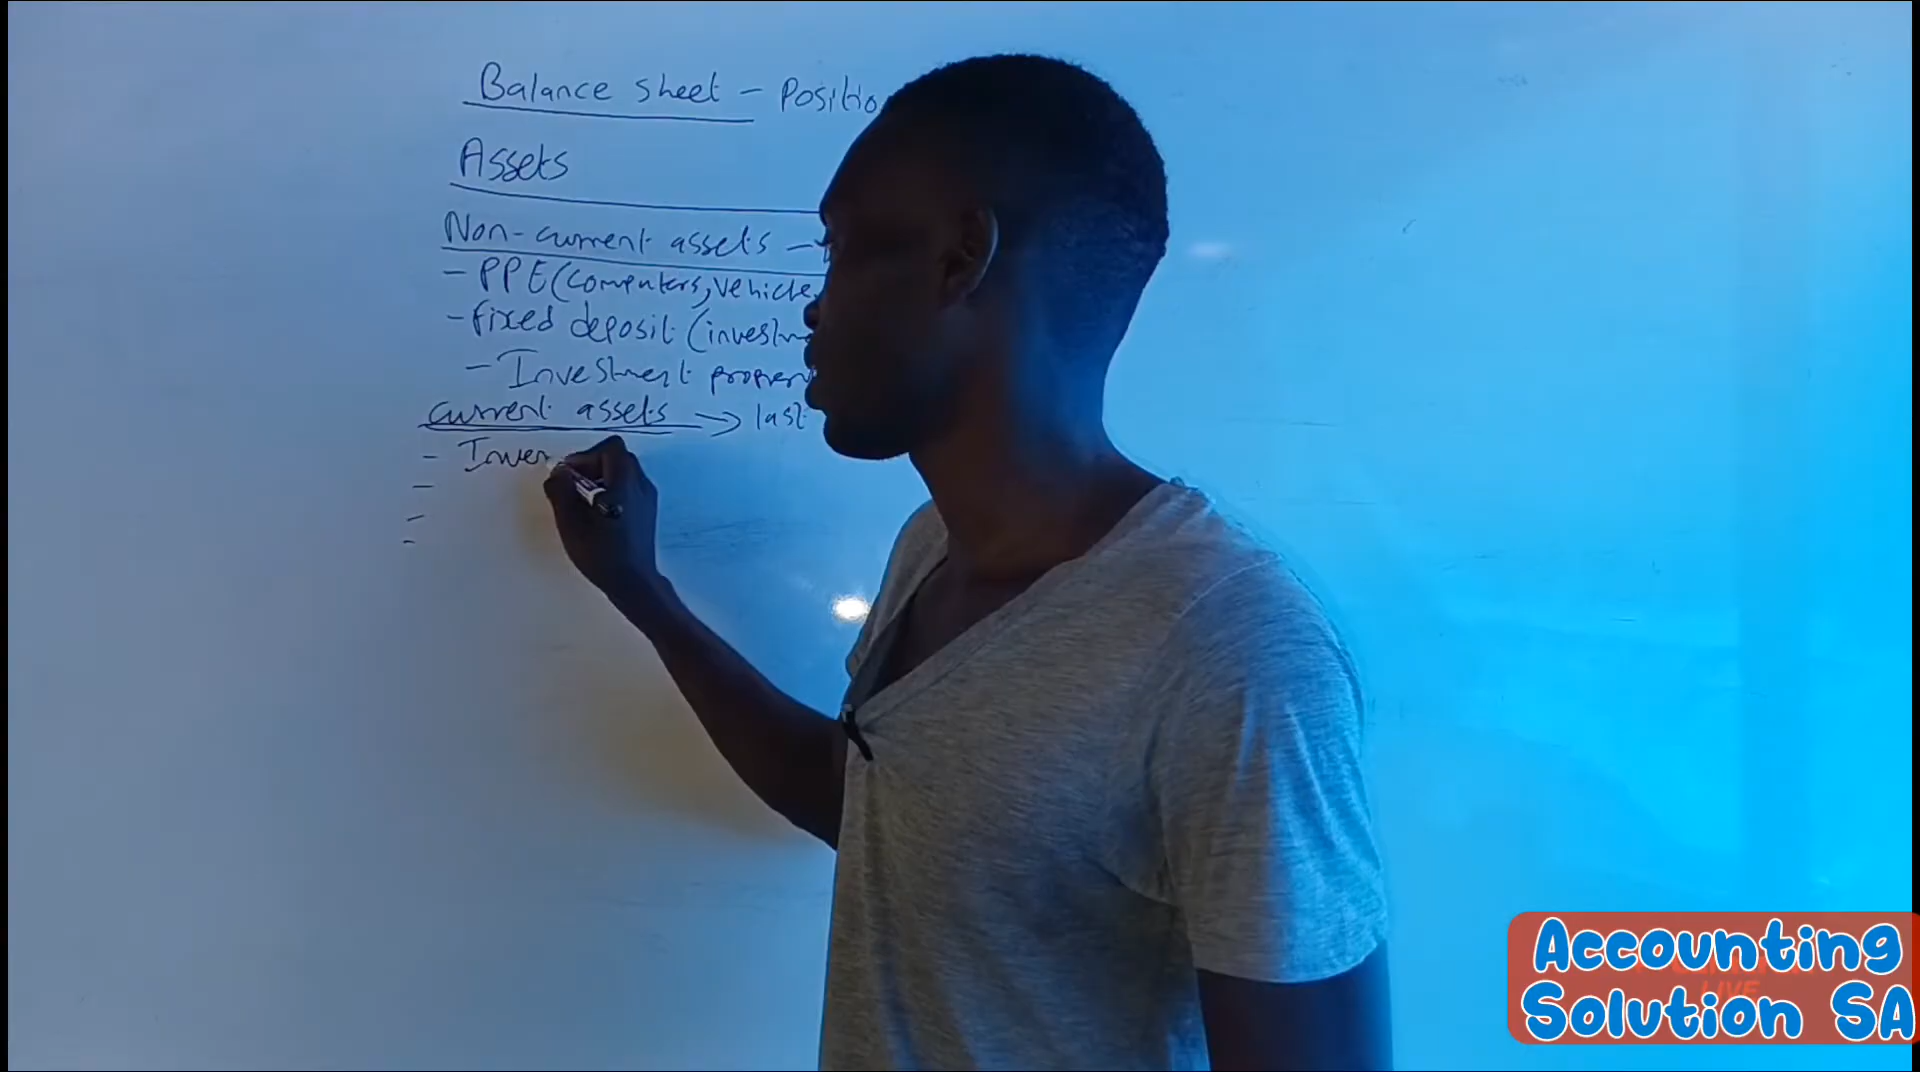 Balance sheet - Positio
Assets
Non-current assets -
- PPE (computers, vehicle,
- fixed deposit (investm
- Investment proper
current assets → last
- Inven
-
-
-
Accounting
Solution SA
LIVE